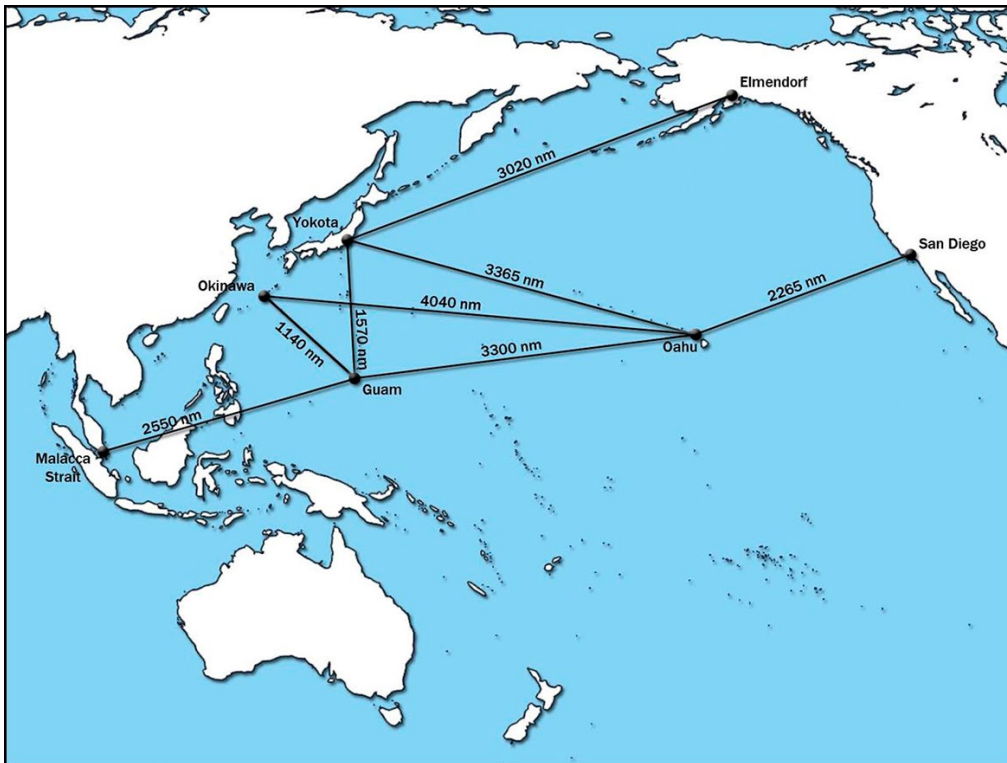 Elmendorf
3020 nm
Yokota
San Diego
3365 nm
2265 nm
Okinawa
4040 nm
1570 nm
1140 nm
3300 nm
Oahu
Guam
2550 nm
Malacca
Strait